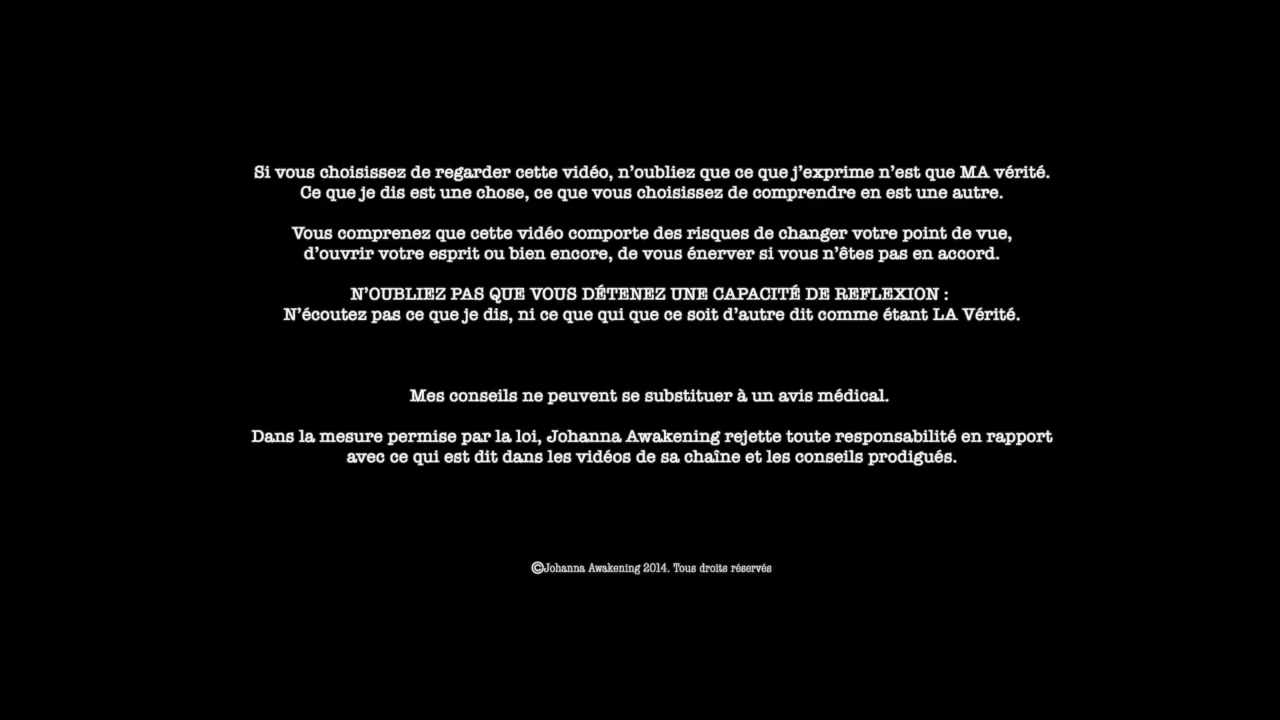 Si vous choisissez de regarder cette vidéo, n'oubliez que ce que j'exprime n'est que MA vérité.
Ce que je dis est une chose, ce que vous choisissez de comprendre en est une autre.
Vous comprenez que cette vidéo comporte des risques de changer votre point de vue,
d'ouvrir votre esprit ou bien encore, de vous énerver si vous n'êtes pas en accord.
N'OUBLIEZ PAS QUE VOUS DÉTENEZ UNE CAPACITÉ DE REFLEXION :
N'écoutez pas ce que je dis, ni ce que qui que ce soit d'autre dit comme étant LA Vérité.
Mes conseils ne peuvent se substituer à un avis médical.
Dans la mesure permise par la loi, Johanna Awakening rejette toute responsabilité en rapport
avec ce qui est dit dans les vidéos de sa chaîne et les conseils prodigués.
©Johanna Awakening 2014. Tous droits réservés